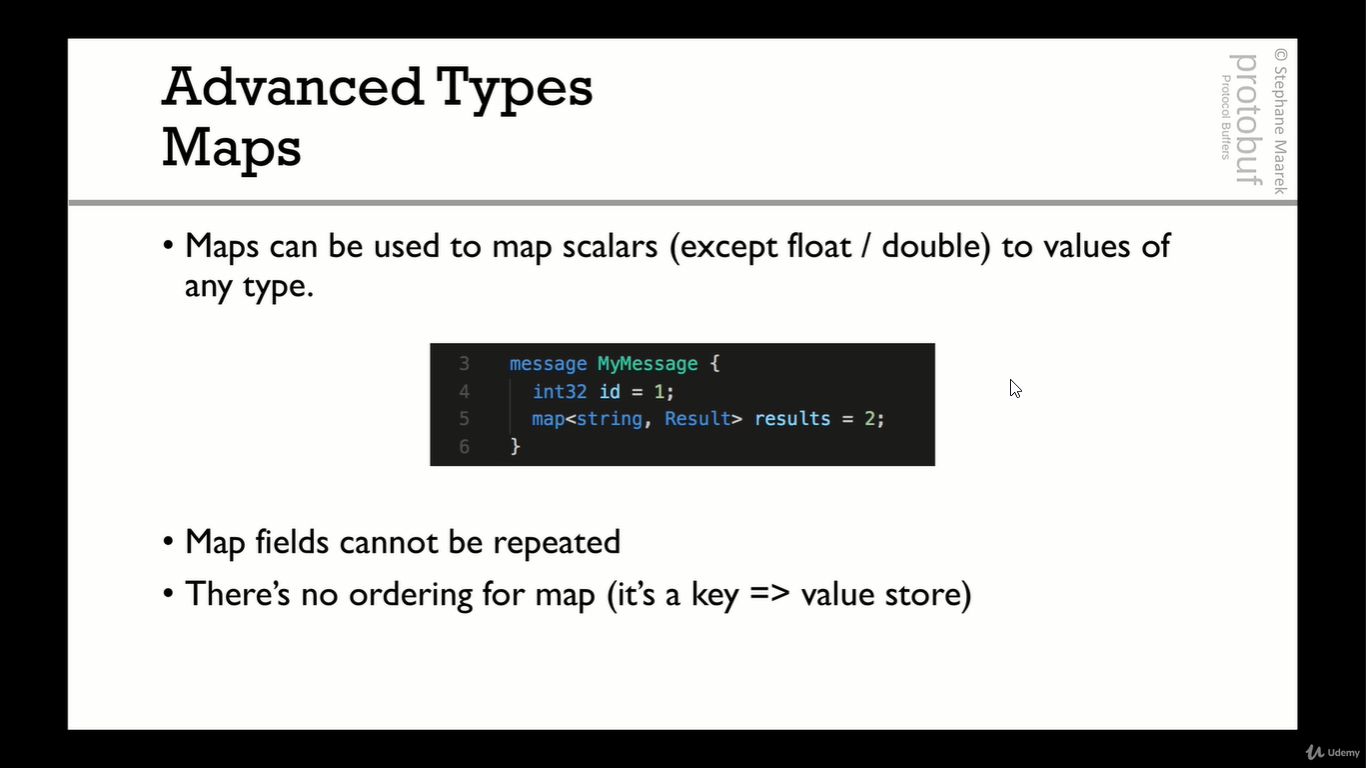 Advanced Types
Maps
© Stephane Maarek
protobuf
Protocol Buffers
• Maps can be used to map scalars (except float / double) to values of
any type.
3 message MyMessage {
4 int32 id = 1;
5 map<string, Result> results = 2;
6 }
• Map fields cannot be repeated
• There’s no ordering for map (it’s a key => value store)
Udemy